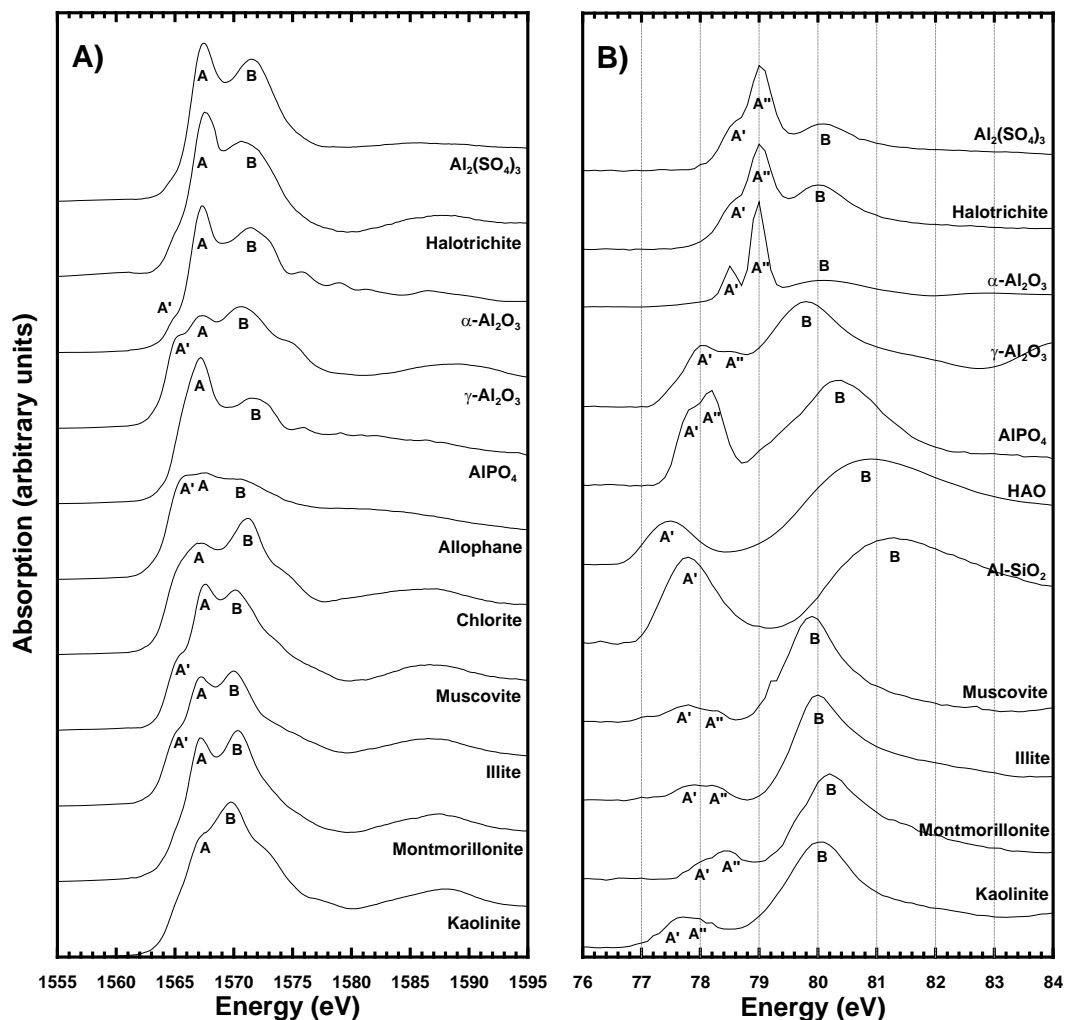 Absorption (arbitrary units)
A)
A B
Al₂(SO₄)₃
A B
Halotrichite
A' A B
α-Al₂O₃
A' A B
γ-Al₂O₃
A B
AlPO₄
A' A B
Allophane
A B
Chlorite
A' A B
Muscovite
A' A B
Illite
A B
Montmorillonite
A B
Kaolinite
1555 1560 1565 1570 1575 1580 1585 1590 1595
Energy (eV)
B)
A' A" B
Al₂(SO₄)₃
A' A" B
Halotrichite
A' A" B
α-Al₂O₃
A' A" B
γ-Al₂O₃
A' A" B
AlPO₄
A' B
HAO
A' B
Al-SiO₂
A' A" B
Muscovite
A' A" B
Illite
A' A" B
Montmorillonite
A' A" B
Kaolinite
76 77 78 79 80 81 82 83 84
Energy (eV)